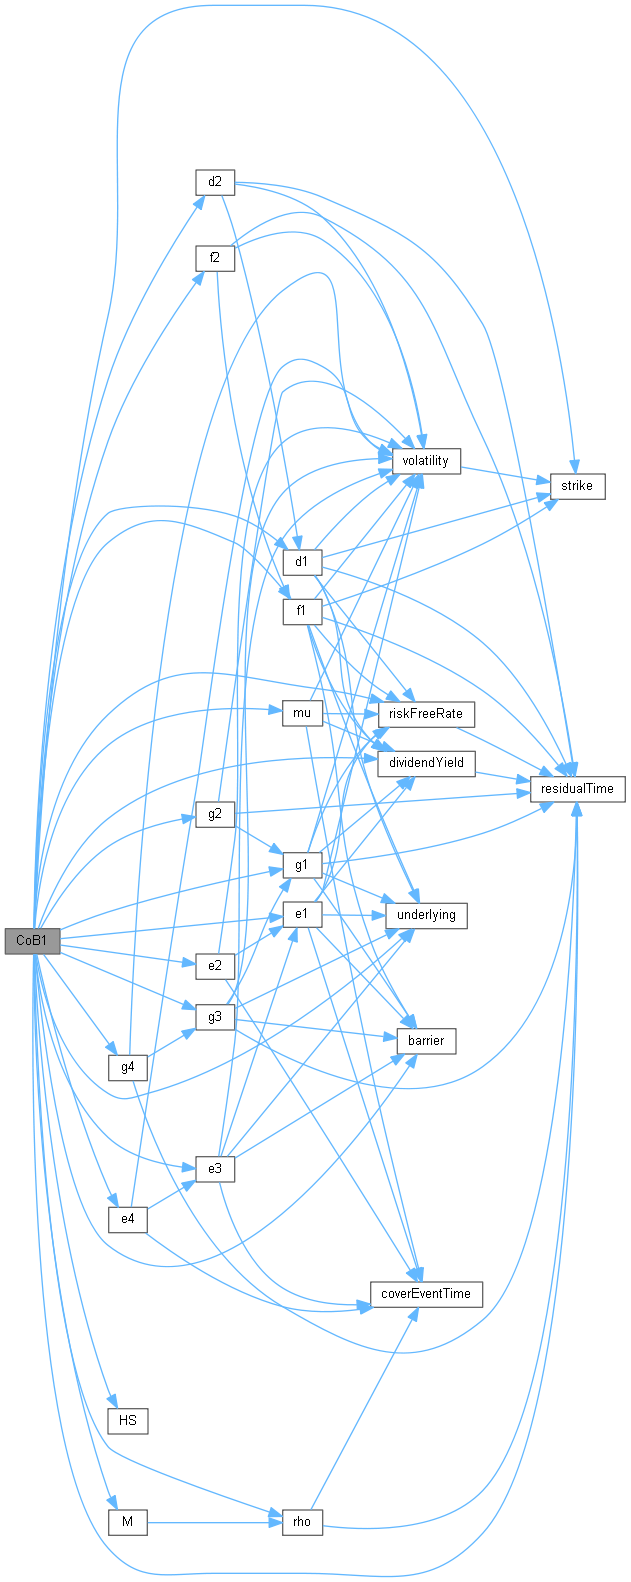 d2
f2
volatility
strike
d1
f1
mu
riskFreeRate
dividendYield
residualTime
g2
g1
e1
underlying
CoB1
e2
g3
barrier
g4
e3
e4
coverEventTime
HS
M
rho